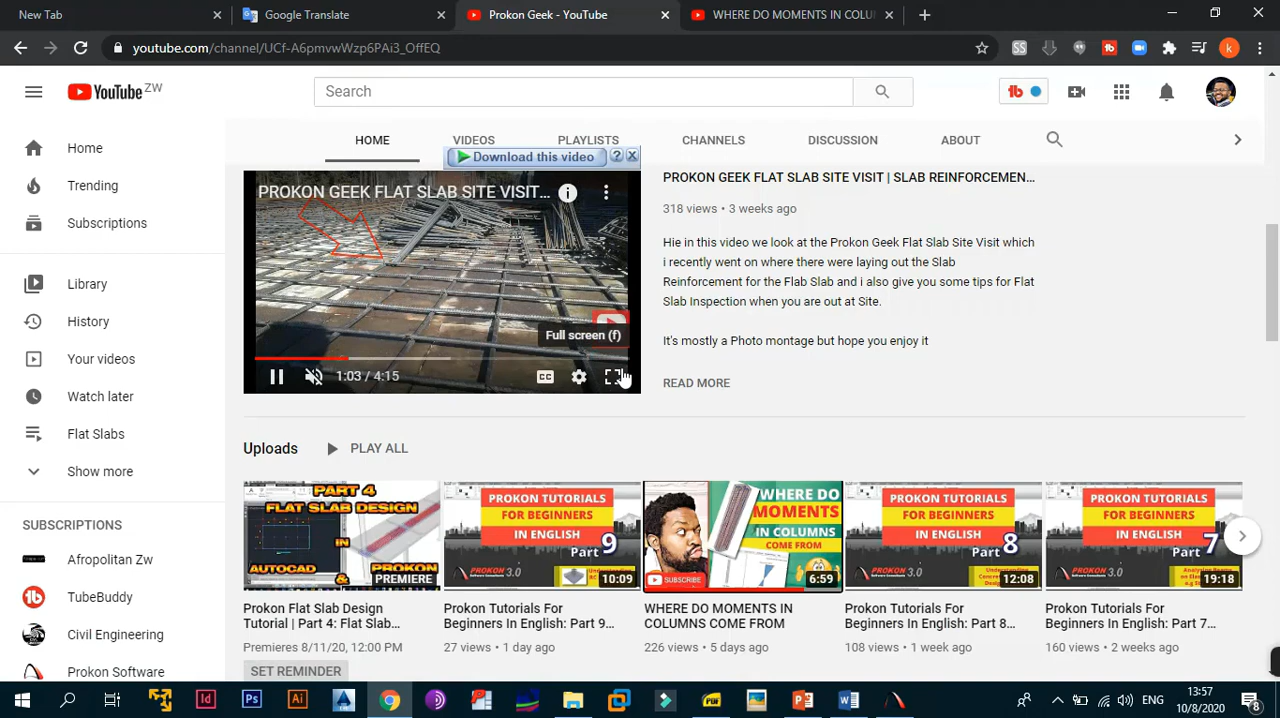 New Tab
Google Translate
Prokon Geek - YouTube
WHERE DO MOMENTS IN COLU
youtube.com/channel/UCf-A6pmvwWzp6PAi3_OffEQ
YouTube ZW
Search
HOME
VIDEOS
PLAYLISTS
CHANNELS
DISCUSSION
ABOUT
Download this video
PROKON GEEK FLAT SLAB SITE VISIT...
Full screen (f)
1:03 / 4:15
PROKON GEEK FLAT SLAB SITE VISIT | SLAB REINFORCEMEN...
318 views • 3 weeks ago
Hie in this video we look at the Prokon Geek Flat Slab Site Visit which
i recently went on where there were laying out the Slab
Reinforcement for the Flab Slab and i also give you some tips for Flat
Slab Inspection when you are out at Site.
It's mostly a Photo montage but hope you enjoy it
READ MORE
Home
Trending
Subscriptions
Library
History
Your videos
Watch later
Flat Slabs
Show more
SUBSCRIPTIONS
Afropolitan Zw
TubeBuddy
Civil Engineering
Prokon Software
Uploads
PLAY ALL
PART 4
FLAT SLAB DESIGN
IN
AUTOCAD
&
PROKON
PREMIERE
Prokon Flat Slab Design
Tutorial | Part 4: Flat Slab...
Premieres 8/11/20, 12:00 PM
SET REMINDER
PROKON TUTORIALS
FOR BEGINNERS
IN ENGLISH
Part 9
PROKON 3.0
10:09
Prokon Tutorials For
Beginners In English: Part 9...
27 views • 1 day ago
WHERE DO
MOMENTS
IN COLUMNS
COME FROM
SUBSCRIBE
6:59
WHERE DO MOMENTS IN
COLUMNS COME FROM
226 views • 5 days ago
PROKON TUTORIALS
FOR BEGINNERS
IN ENGLISH
Part 8
PROKON 3.0
12:08
Prokon Tutorials For
Beginners In English: Part 8...
108 views • 1 week ago
PROKON TUTORIALS
FOR BEGINNERS
IN ENGLISH
Part 7
PROKON 3.0
19:18
Prokon Tutorials For
Beginners In English: Part 7...
160 views • 2 weeks ago
ENG
13:57
10/8/2020
8